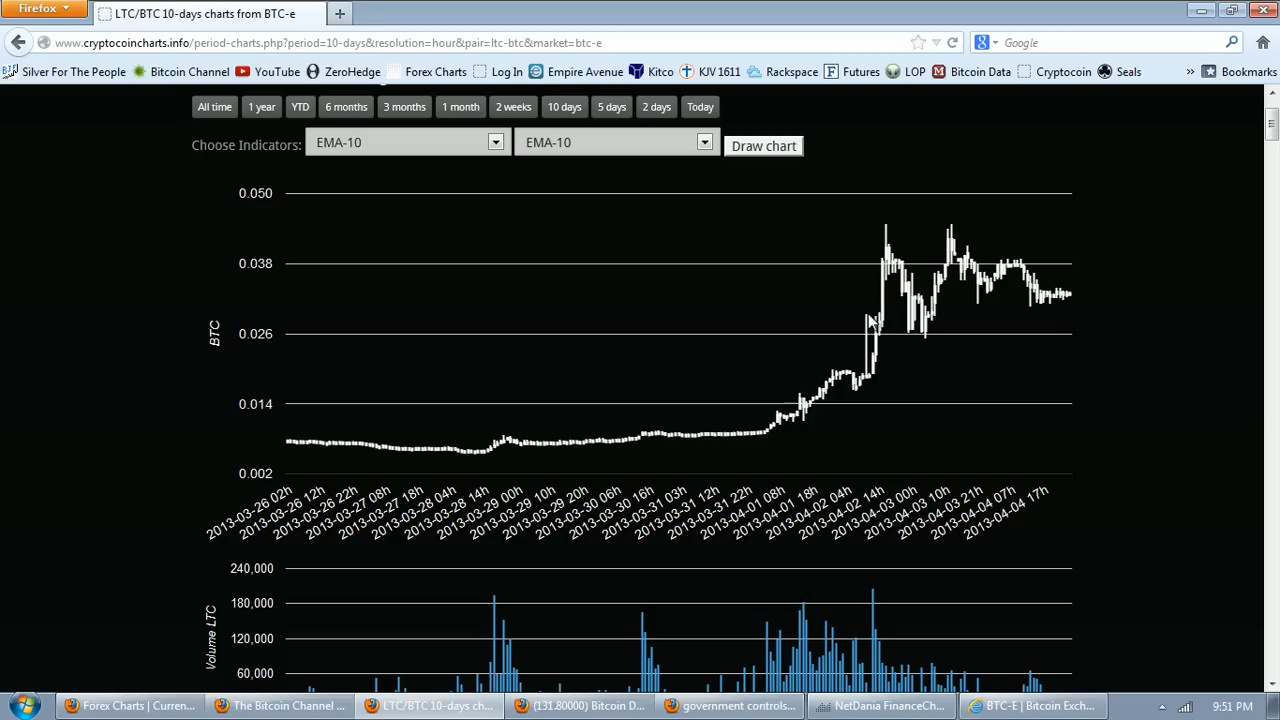 Firefox
LTC/BTC 10-days charts from BTC-e
www.cryptocoincharts.info/period-charts.php?period=10-days&resolution=hour&pair=ltc-btc&market=btc-e
Google
Silver For The People Bitcoin Channel YouTube ZeroHedge Forex Charts Log In Empire Avenue Kitco KJV 1611 Rackspace Futures LOP Bitcoin Data Cryptocoin Seals » Bookmarks
All time 1 year YTD 6 months 3 months 1 month 2 weeks 10 days 5 days 2 days Today
Choose Indicators: EMA-10 EMA-10 Draw chart
0.050
0.038
BTC
0.026
0.014
0.002
2013-03-26 02h
2013-03-26 12h
2013-03-26 22h
2013-03-27 08h
2013-03-27 18h
2013-03-28 04h
2013-03-28 14h
2013-03-29 00h
2013-03-29 10h
2013-03-29 20h
2013-03-30 06h
2013-03-30 16h
2013-03-31 03h
2013-03-31 12h
2013-03-31 22h
2013-04-01 08h
2013-04-01 18h
2013-04-02 04h
2013-04-02 14h
2013-04-03 00h
2013-04-03 10h
2013-04-03 21h
2013-04-04 07h
2013-04-04 17h
240,000
180,000
Volume LTC
120,000
60,000
Forex Charts | Curren... The Bitcoin Channel ... LTC/BTC 10-days ch... (131.80000) Bitcoin D... government controls... NetDania FinanceCh... BTC-E | Bitcoin Exch... 9:51 PM